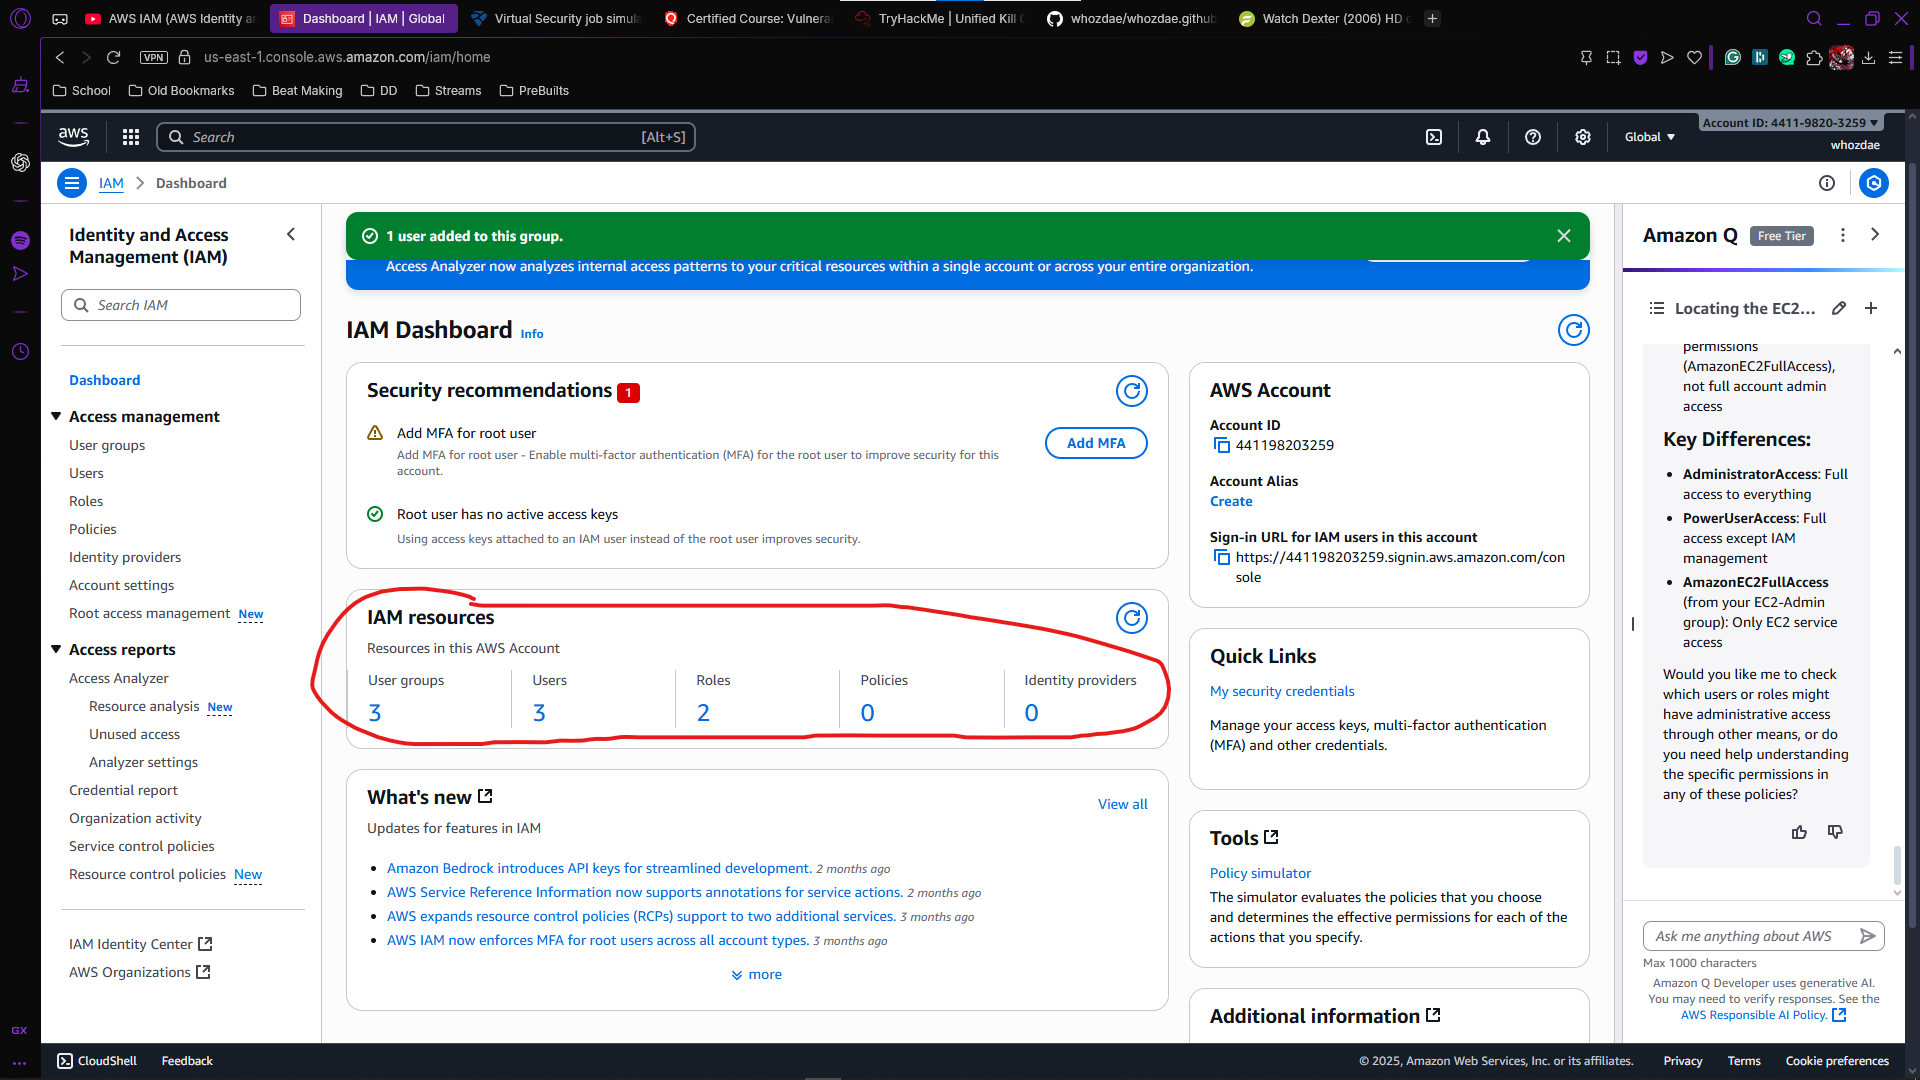 AWS IAM (AWS Identity an
Dashboard | IAM | Global
Virtual Security job simula
Certified Course: Vulnera
TryHackMe | Unified Kill C
whozdae/whozdae.github
Watch Dexter (2006) HD
VPN
us-east-1.console.aws.amazon.com/iam/home
School
Old Bookmarks
Beat Making
DD
Streams
PreBuilts
aws
Search
[Alt+S]
Global
Account ID: 4411-9820-3259
whozdae
IAM
Dashboard
Identity and Access
Management (IAM)
Search IAM
Dashboard
Access management
User groups
Users
Roles
Policies
Identity providers
Account settings
Root access management New
Access reports
Access Analyzer
Resource analysis New
Unused access
Analyzer settings
Credential report
Organization activity
Service control policies
Resource control policies New
IAM Identity Center
AWS Organizations
1 user added to this group.
Access Analyzer now analyzes internal access patterns to your critical resources within a single account or across your entire organization.
IAM Dashboard Info
Security recommendations 1
Add MFA for root user
Add MFA for root user - Enable multi-factor authentication (MFA) for the root user to improve security for this
account.
Add MFA
Root user has no active access keys
Using access keys attached to an IAM user instead of the root user improves security.
IAM resources
Resources in this AWS Account
User groups
3
Users
3
Roles
2
Policies
0
Identity providers
0
What's new
View all
Updates for features in IAM
Amazon Bedrock introduces API keys for streamlined development. 2 months ago
AWS Service Reference Information now supports annotations for service actions. 2 months ago
AWS expands resource control policies (RCPs) support to two additional services. 3 months ago
AWS IAM now enforces MFA for root users across all account types. 3 months ago
more
AWS Account
Account ID
441198203259
Account Alias
Create
Sign-in URL for IAM users in this account
https://441198203259.signin.aws.amazon.com/con
sole
Quick Links
My security credentials
Manage your access keys, multi-factor authentication
(MFA) and other credentials.
Tools
Policy simulator
The simulator evaluates the policies that you choose
and determines the effective permissions for each of the
actions that you specify.
Additional information
Amazon Q Free Tier
Locating the EC2...
permissions
(AmazonEC2FullAccess),
not full account admin
access
Key Differences:
AdministratorAccess: Full
access to everything
PowerUserAccess: Full
access except IAM
management
AmazonEC2FullAccess
(from your EC2-Admin
group): Only EC2 service
access
Would you like me to check
which users or roles might
have administrative access
through other means, or do
you need help understanding
the specific permissions in
any of these policies?
Ask me anything about AWS
Max 1000 characters
Amazon Q Developer uses generative AI.
You may need to verify responses. See the
AWS Responsible AI Policy.
GX
CloudShell
Feedback
© 2025, Amazon Web Services, Inc. or its affiliates.
Privacy
Terms
Cookie preferences